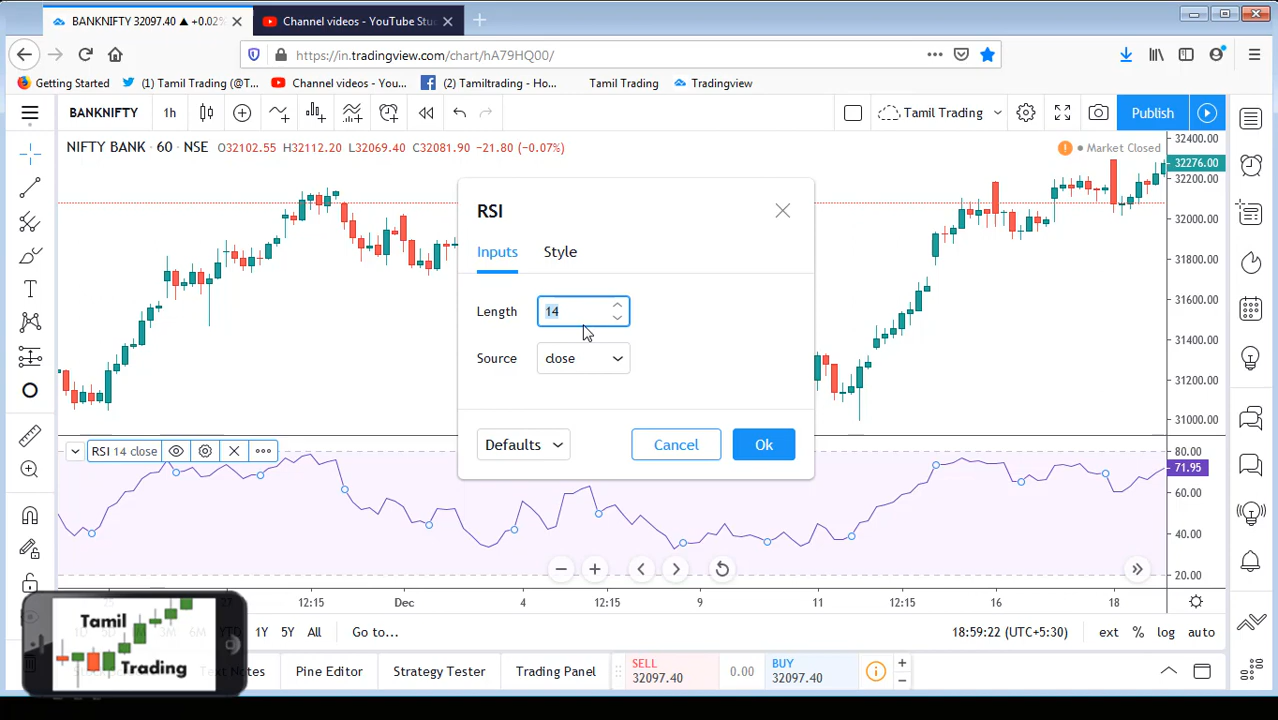 BANKNIFTY 32097.40 ▲ +0.02%
Channel videos - YouTube Stu
https://in.tradingview.com/chart/hA79HQ00/
Getting Started
(1) Tamil Trading (@T...
Channel videos - You...
(2) Tamiltrading - Ho...
Tamil Trading
Tradingview
BANKNIFTY
1h
Tamil Trading
Publish
NIFTY BANK · 60 · NSE O32102.55 H32112.20 L32069.40 C32081.90 -21.80 (-0.07%)
Market Closed
32400.00
32276.00
32200.00
32000.00
31600.00
31200.00
31000.00
RSI
Inputs
Style
Length
14
Source
close
Defaults
Cancel
Ok
RSI 14 close
80.00
71.95
60.00
40.00
20.00
12:15
Dec
4
12:15
9
11
12:15
16
18
1Y
5Y
All
Go to...
18:59:22 (UTC+5:30)
ext
%
log
auto
Tamil
Trading
Text Notes
Pine Editor
Strategy Tester
Trading Panel
SELL
32097.40
0.00
BUY
32097.40